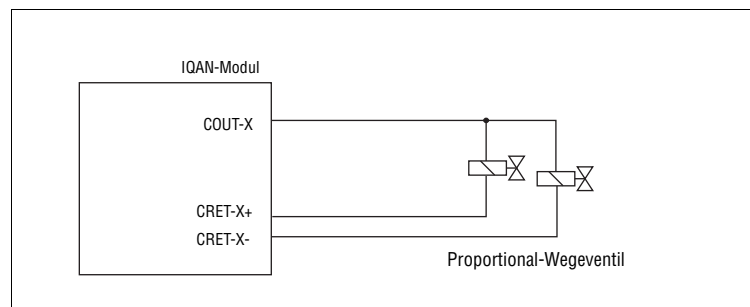 IQAN-Modul
COUT-X
CRET-X+
CRET-X-
Proportional-Wegeventil